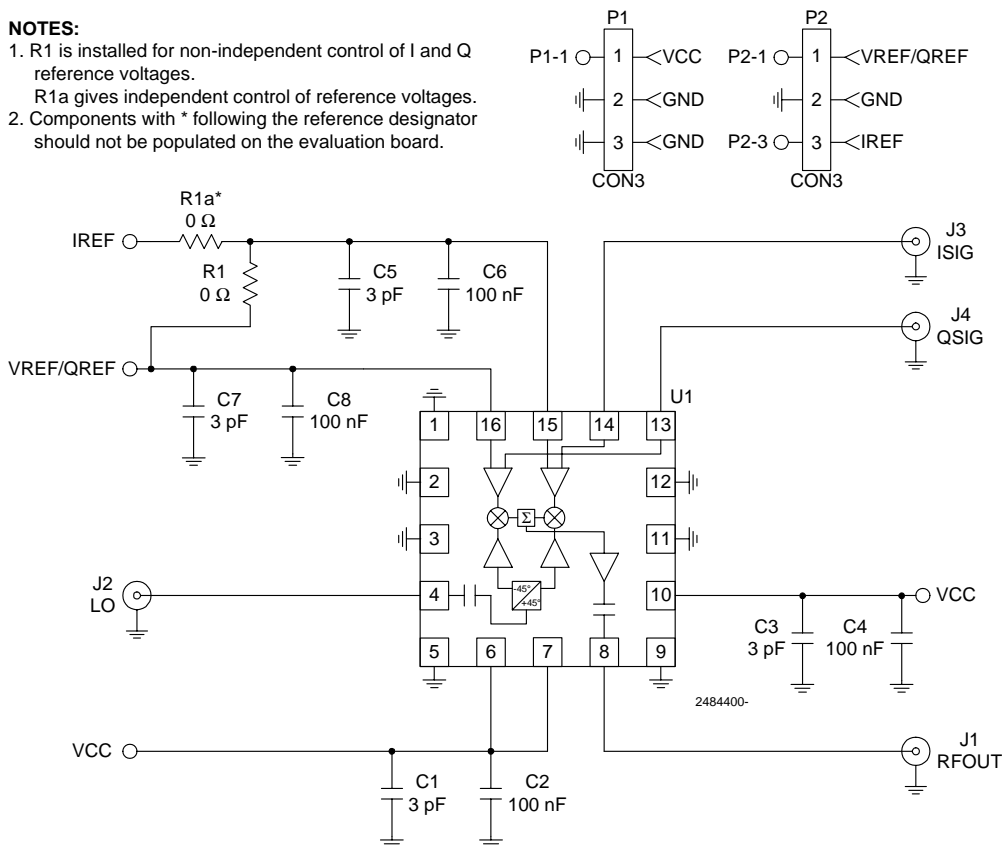 NOTES:
1. R1 is installed for non-independent control of I and Q
reference voltages.
R1a gives independent control of reference voltages.
2. Components with * following the reference designator
should not be populated on the evaluation board.
P1
P1-1 1 VCC
2 GND
3 GND
CON3
P2
P2-1 1 VREF/QREF
2 GND
P2-3 3 IREF
CON3
R1a*
0 Ω
IREF
R1
0 Ω
C5
3 pF
C6
100 nF
J3
ISIG
J4
QSIG
VREF/QREF
C7
3 pF
C8
100 nF
U1
1 16 15 14 13
2 12
3 11
4 10
5 6 7 8 9
Σ
-45°
+45°
J2
LO
VCC
C3
3 pF
C4
100 nF
2484400-
VCC
C1
3 pF
C2
100 nF
J1
RFOUT